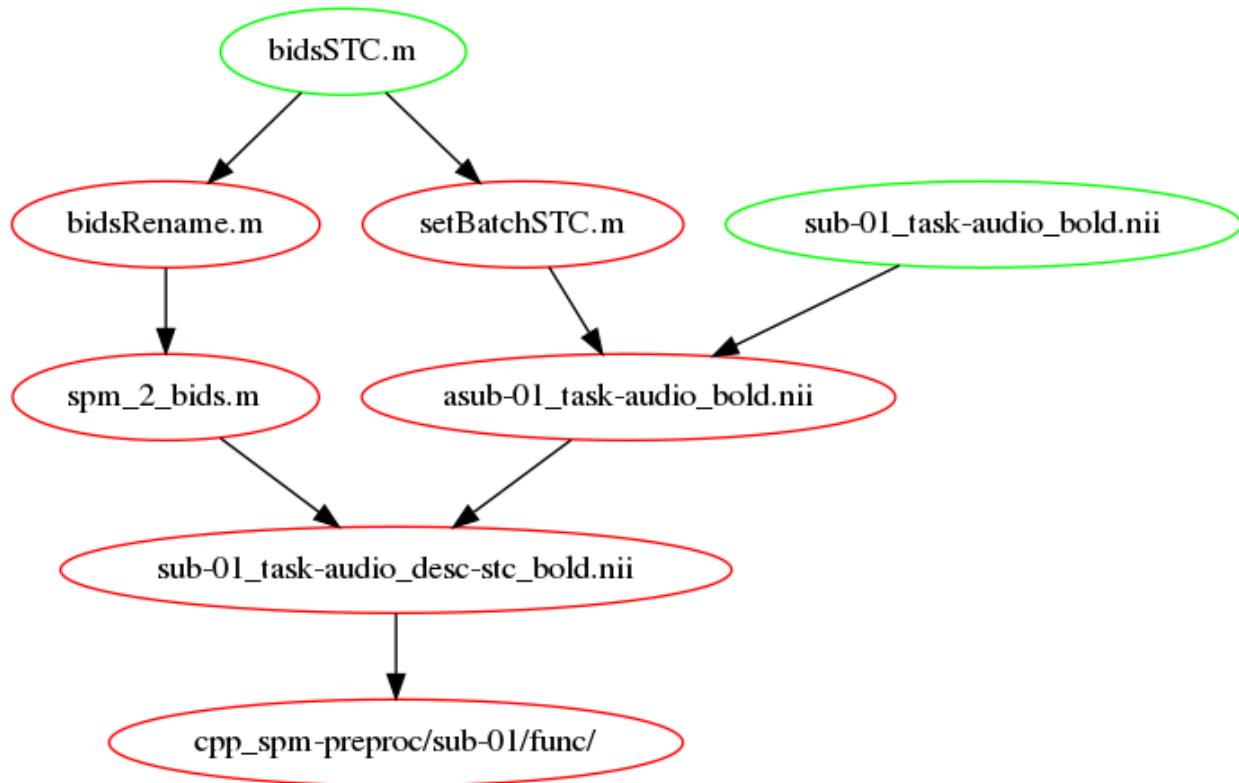 bidsSTC.m
bidsRename.m
setBatchSTC.m
sub-01_task-audio_bold.nii
spm_2_bids.m
asub-01_task-audio_bold.nii
sub-01_task-audio_desc-stc_bold.nii
cpp_spm-preproc/sub-01/func/